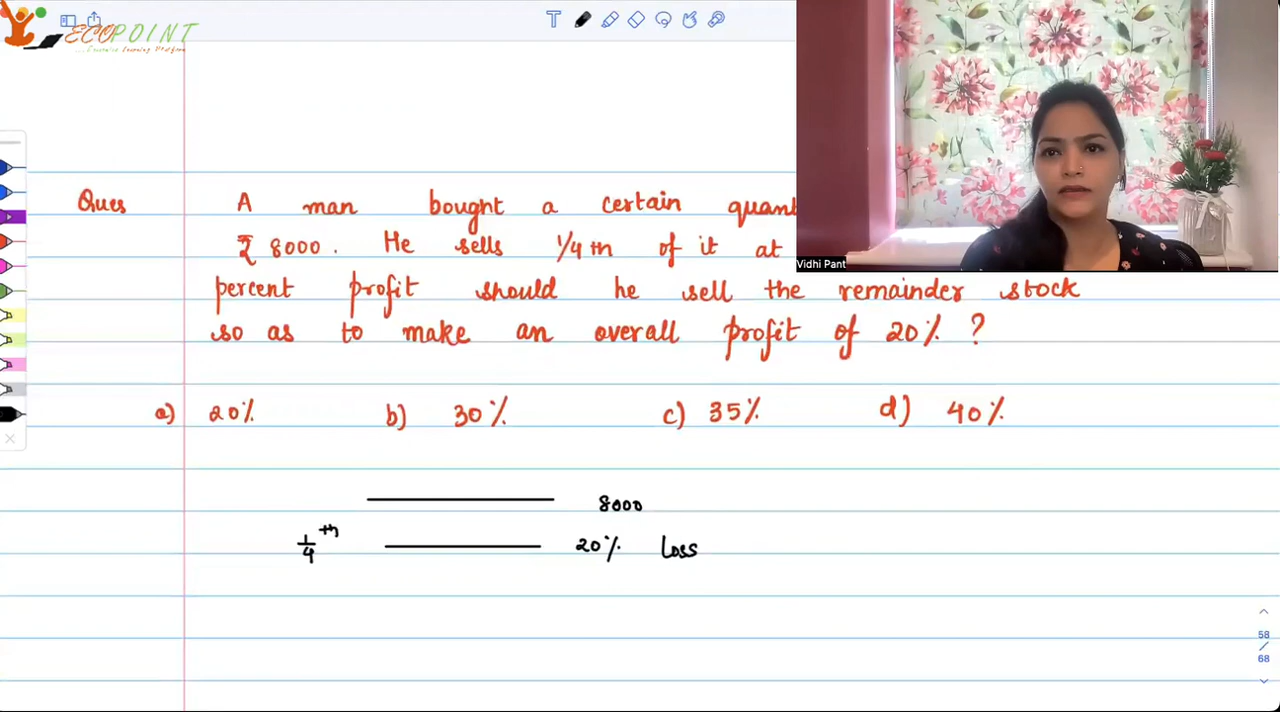 ECOPOINT
Ques A man bought a certain
₹ 8000. He sells 1/4 th of it at
percent profit should he sell the remainder stock
so as to make an overall profit of 20% ?
a) 20% b) 30% c) 35% d) 40%
8000
1/4 th 20% Loss
Vidhi Pant
58
/
68